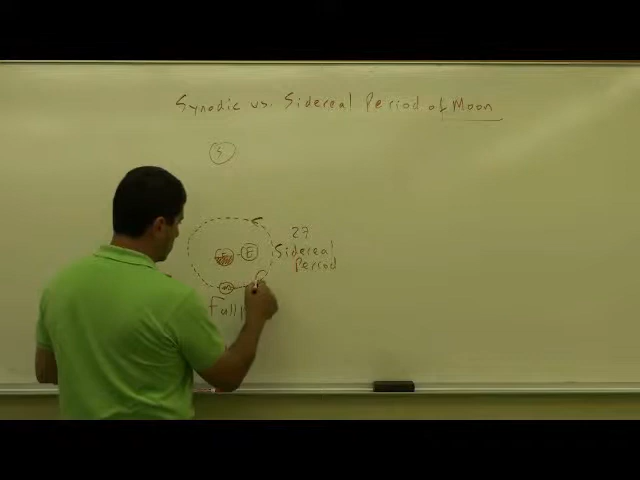 Synodic vs. Sidereal Period of Moon
S
27
Sidereal
Period
E
Full